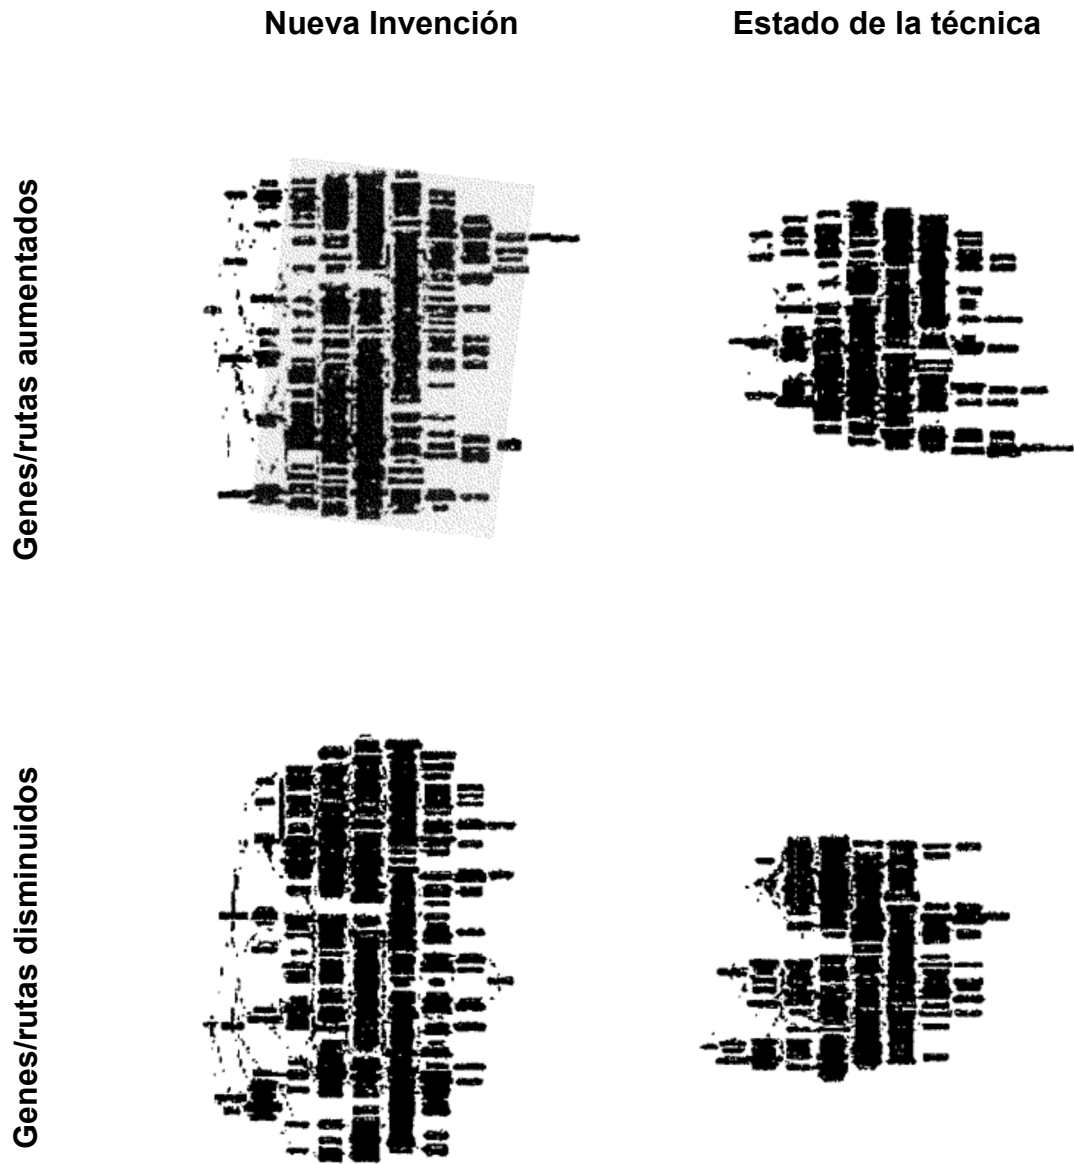 Nueva Invención
Estado de la técnica
Genes/rutas aumentados
Genes/rutas disminuidos